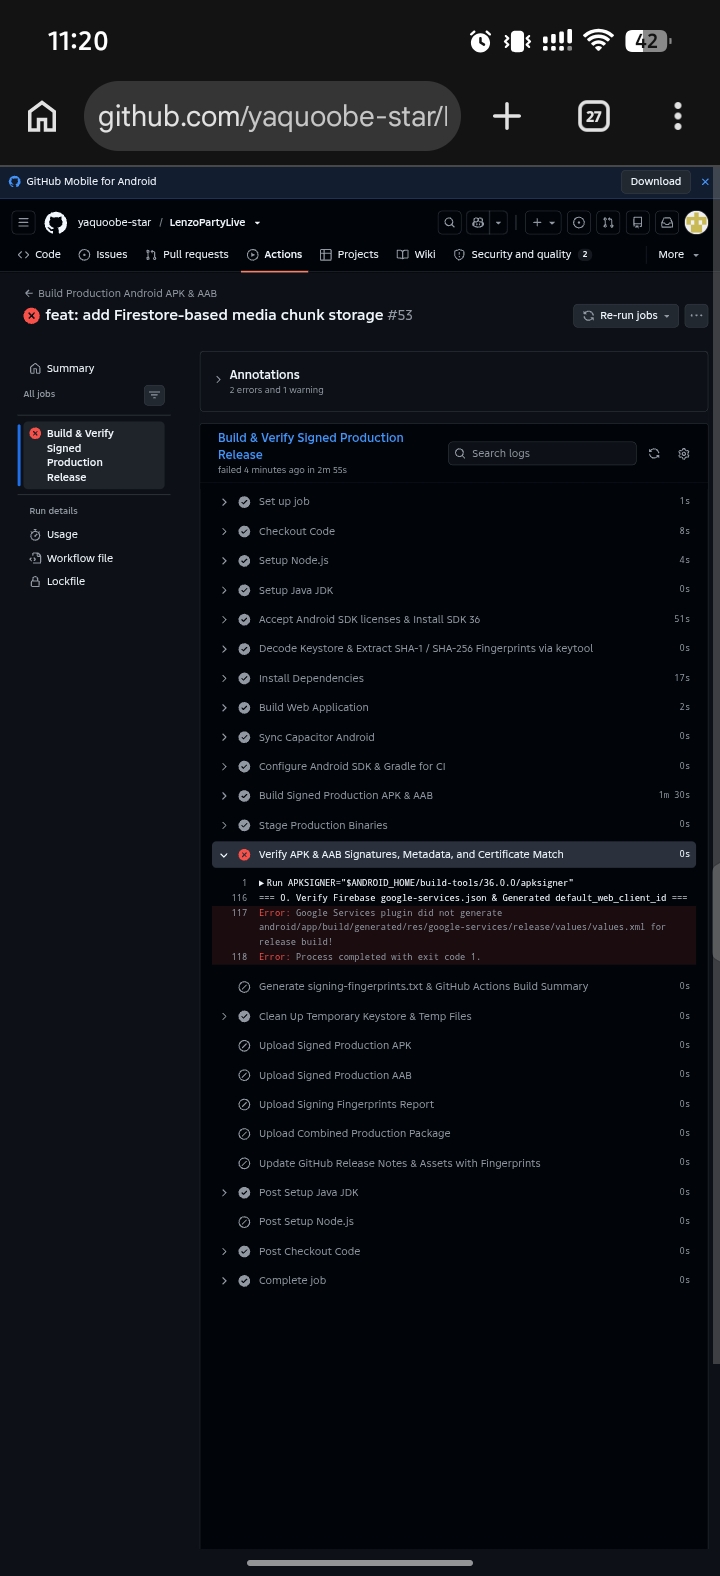 11:20
42
github.com/yaquoobe-star/
27
GitHub Mobile for Android
Download
yaquoobe-star / LenzoPartyLive
Code
Issues
Pull requests
Actions
Projects
Wiki
Security and quality 2
More
Build Production Android APK & AAB
feat: add Firestore-based media chunk storage #53
Re-run jobs
Summary
All jobs
Build & Verify
Signed
Production
Release
Run details
Usage
Workflow file
Lockfile
Annotations
2 errors and 1 warning
Build & Verify Signed Production
Release
failed 4 minutes ago in 2m 55s
Search logs
Set up job 1s
Checkout Code 8s
Setup Node.js 4s
Setup Java JDK 0s
Accept Android SDK licenses & Install SDK 36 51s
Decode Keystore & Extract SHA-1 / SHA-256 Fingerprints via keytool 0s
Install Dependencies 17s
Build Web Application 2s
Sync Capacitor Android 0s
Configure Android SDK & Gradle for CI 0s
Build Signed Production APK & AAB 1m 30s
Stage Production Binaries 0s
Verify APK & AAB Signatures, Metadata, and Certificate Match 0s
1 Run APKSIGNER="$ANDROID_HOME/build-tools/36.0.0/apksigner"
116 === 0. Verify Firebase google-services.json & Generated default_web_client_id ===
117 Error: Google Services plugin did not generate
android/app/build/generated/res/google-services/release/values/values.xml for
release build!
118 Error: Process completed with exit code 1.
Generate signing-fingerprints.txt & GitHub Actions Build Summary 0s
Clean Up Temporary Keystore & Temp Files 0s
Upload Signed Production APK 0s
Upload Signed Production AAB 0s
Upload Signing Fingerprints Report 0s
Upload Combined Production Package 0s
Update GitHub Release Notes & Assets with Fingerprints 0s
Post Setup Java JDK 0s
Post Setup Node.js 0s
Post Checkout Code 0s
Complete job 0s